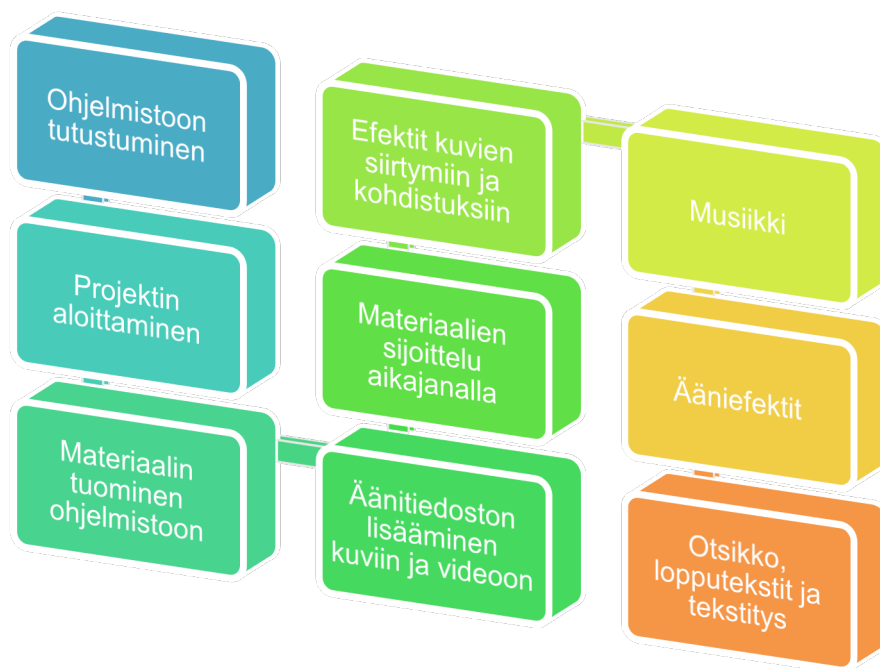 Ohjelmistoon
tutustuminen
Projektin
aloittaminen
Materiaalin
tuominen
ohjelmistoon
Äänitiedoston
lisääminen
kuviin ja videoon
Materiaalien
sijoittelu
aikajanalla
Efektit kuvien
siirtymiin ja
kohdistuksiin
Musiikki
Ääniefektit
Otsikko,
lopputekstit ja
tekstitys